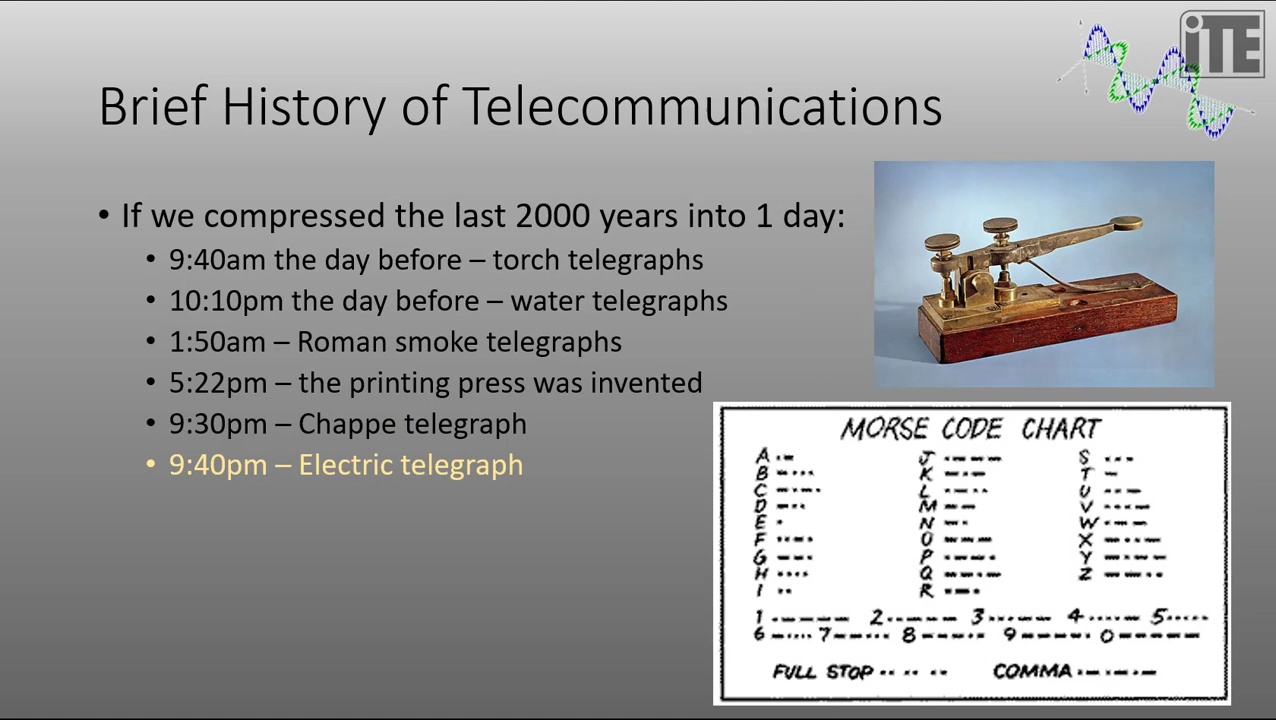 iTE
Brief History of Telecommunications
• If we compressed the last 2000 years into 1 day:
• 9:40am the day before – torch telegraphs
• 10:10pm the day before – water telegraphs
• 1:50am – Roman smoke telegraphs
• 5:22pm – the printing press was invented
• 9:30pm – Chappe telegraph
• 9:40pm – Electric telegraph
MORSE CODE CHART
A J S
B K T
C L U
D M V
E N W
F O X
G P Y
H Q Z
I R
1 2 3 4 5
6 7 8 9 0
FULL STOP COMMA